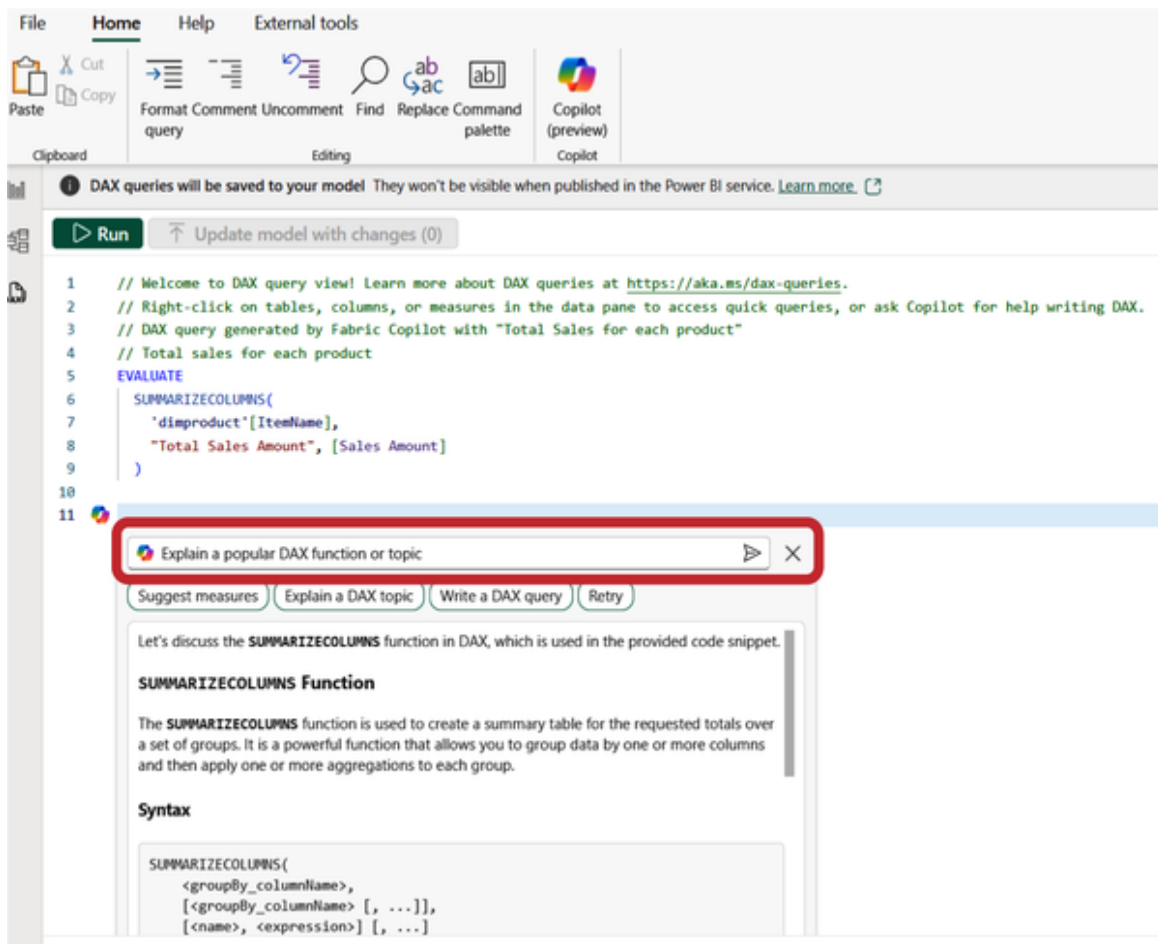 File Home Help External tools
Paste
Cut
Copy
Format query
Comment
Uncomment
Find
Replace
Command palette
Copilot (preview)
Clipboard
Editing
Copilot
DAX queries will be saved to your model They won't be visible when published in the Power BI service. Learn more
Run
Update model with changes (0)
1 // Welcome to DAX query view! Learn more about DAX queries at https://aka.ms/dax-queries.
2 // Right-click on tables, columns, or measures in the data pane to access quick queries, or ask Copilot for help writing DAX.
3 // DAX query generated by Fabric Copilot with "Total Sales for each product"
4 // Total sales for each product
5 EVALUATE
6 SUMMARIZECOLUMNS(
7 'dimproduct'[ItemName],
8 "Total Sales Amount", [Sales Amount]
9 )
10
11
Explain a popular DAX function or topic
Suggest measures
Explain a DAX topic
Write a DAX query
Retry
Let's discuss the SUMMARIZECOLUMNS function in DAX, which is used in the provided code snippet.
SUMMARIZECOLUMNS Function
The SUMMARIZECOLUMNS function is used to create a summary table for the requested totals over
a set of groups. It is a powerful function that allows you to group data by one or more columns
and then apply one or more aggregations to each group.
Syntax
SUMMARIZECOLUMNS(
<groupBy_columnName>,
[<groupBy_columnName> [, ...]],
[<name>, <expression>] [, ...]